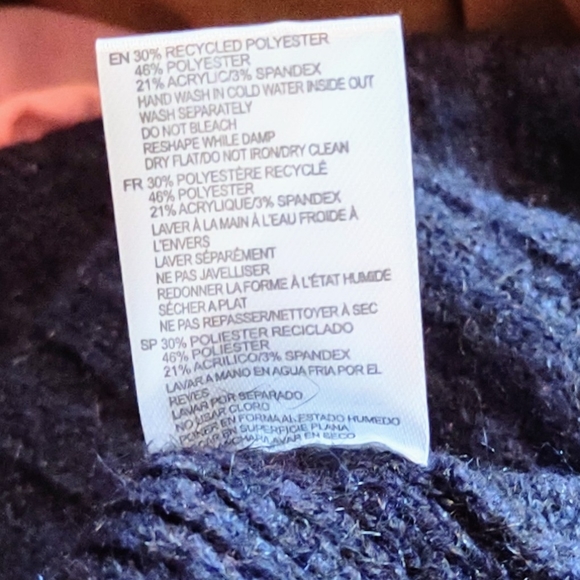 EN 30% RECYCLED POLYESTER
46% POLYESTER
21% ACRYLIC/3% SPANDEX
HAND WASH IN COLD WATER INSIDE OUT
WASH SEPARATELY
DO NOT BLEACH
RESHAPE WHILE DAMP
DRY FLAT/DO NOT IRON/DRY CLEAN
FR 30% POLYESTÈRE RECYCLÉ
46% POLYESTER
21% ACRYLIQUE/3% SPANDEX
LAVER À LA MAIN À L'EAU FROIDE À
L'ENVERS
LAVER SÉPARÉMENT
NE PAS JAVELLISER
REDONNER LA FORME À L'ÉTAT HUMIDE
SÉCHER A PLAT
NE PAS REPASSER/NETTOYER À SEC
SP 30% POLIESTER RECICLADO
46% POLIESTER
21% ACRILICO/3% SPANDEX
LAVAR A MANO EN AGUA FRIA POR EL
REVES
LAVAR POR SEPARADO
NO USAR CLORO
PONER EN FORMA AL ESTADO HUMEDO
EN SUPERFICIE PLANA
LAVAR EN SECO